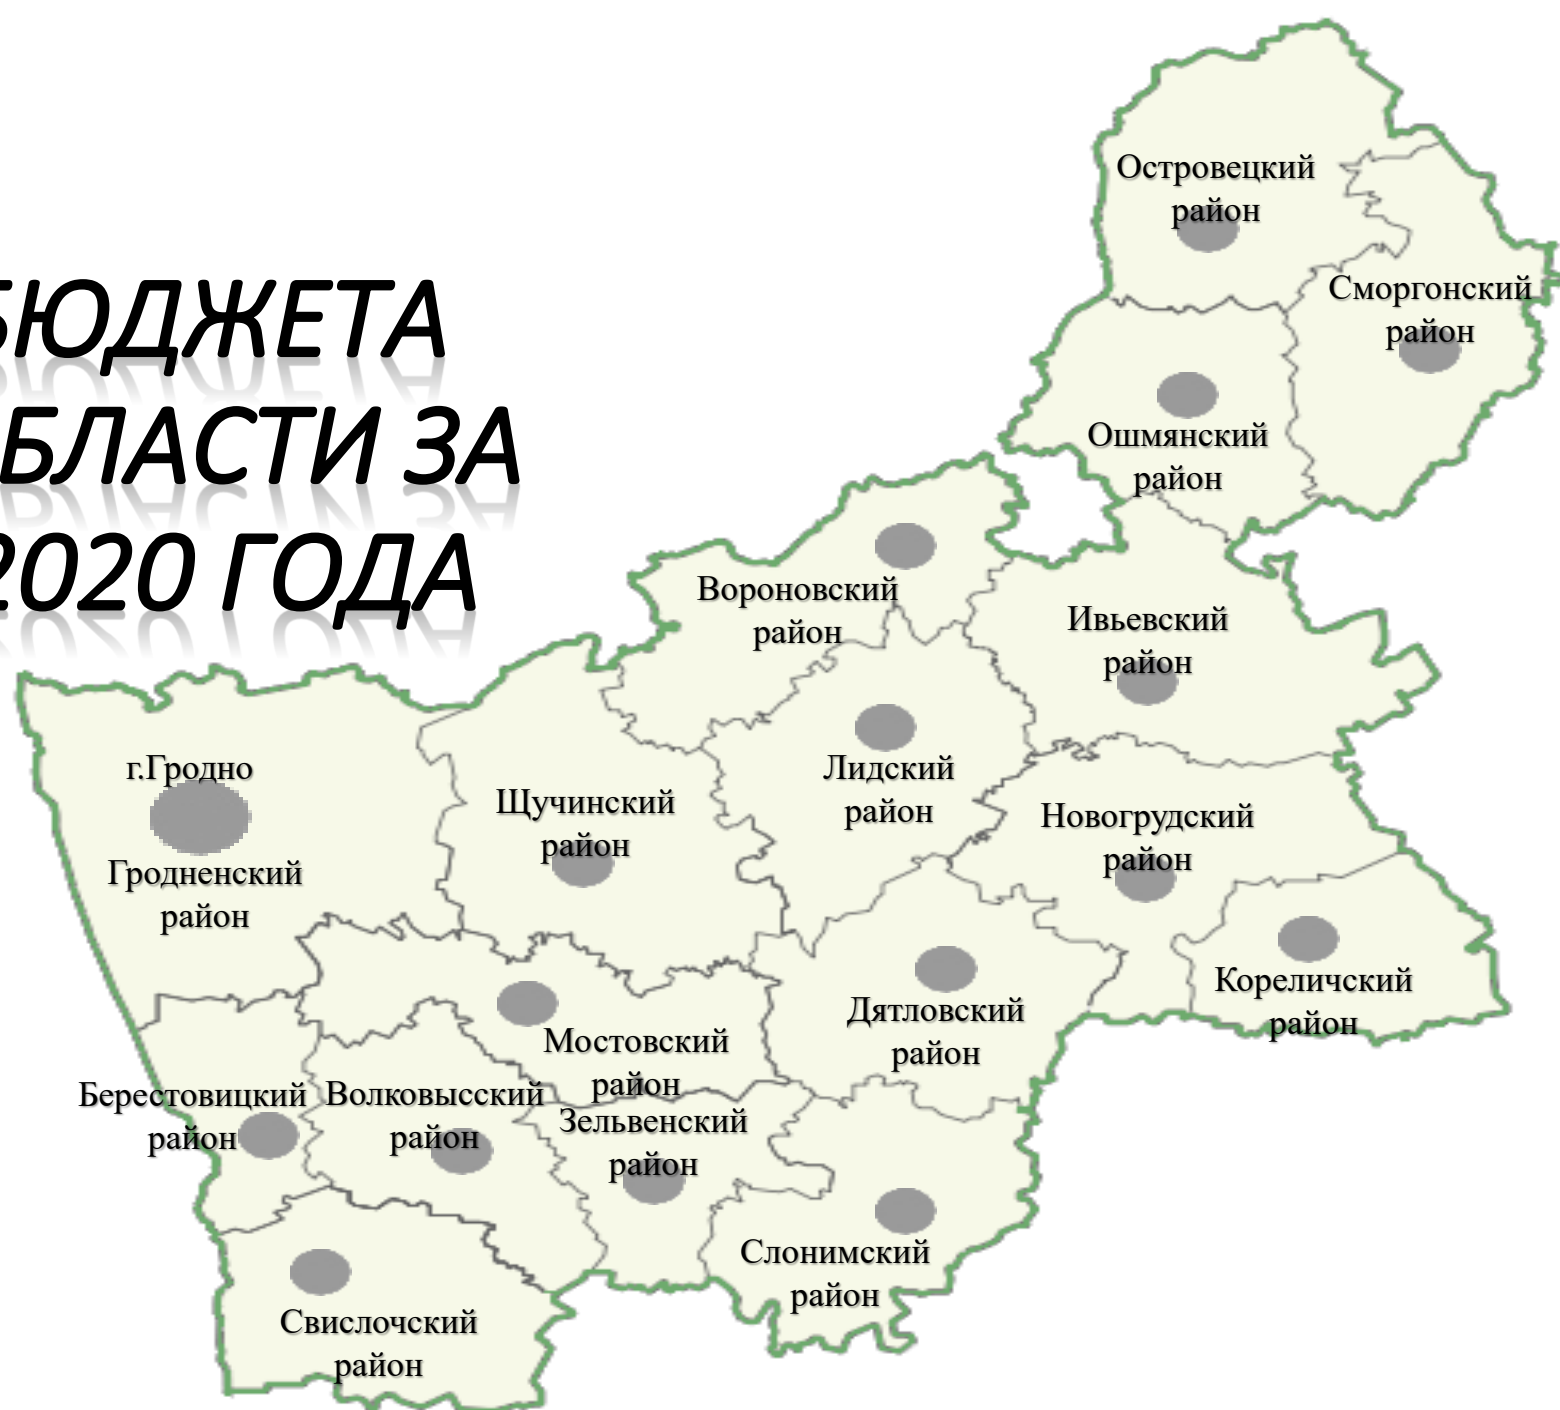 БЮДЖЕТА
БЛАСТИ ЗА
2020 ГОДА
Островецкий
район
Сморгонский
район
Ошмянский
район
Вороновский
район
Ивьевский
район
г.Гродно
Гродненский
район
Щучинский
район
Лидский
район
Новогрудский
район
Кореличский
район
Дятловский
район
Мостовский
район
Берестовицкий
район
Волковысский
район
Зельвенский
район
Слонимский
район
Свислочский
район